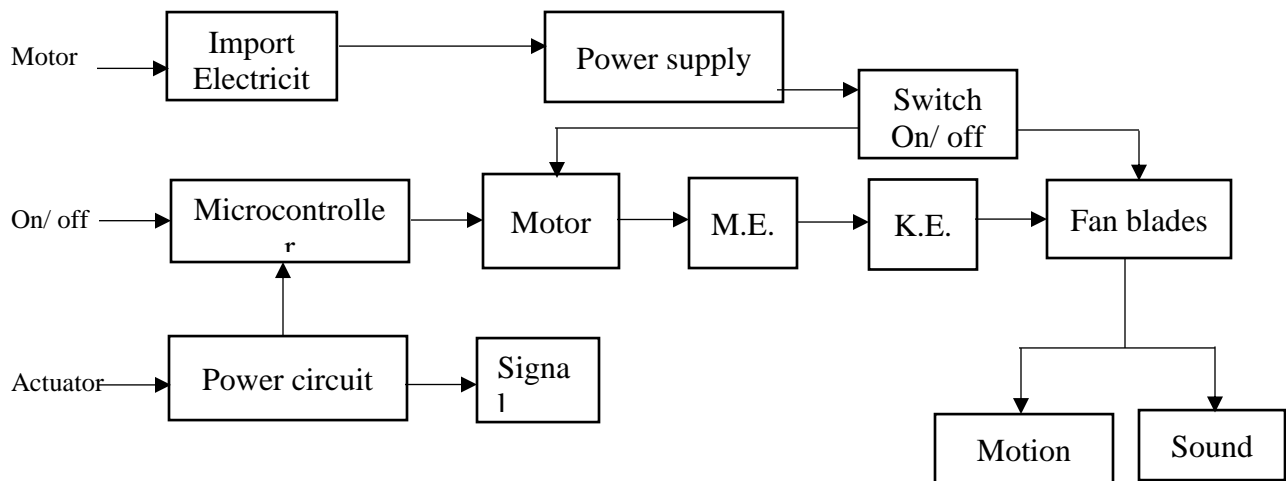 Motor
Import
Electricit
Power supply
Switch
On/ off
On/ off
Microcontrolle
r
Motor
M.E.
K.E.
Fan blades
Actuator
Power circuit
Signa
l
Motion
Sound